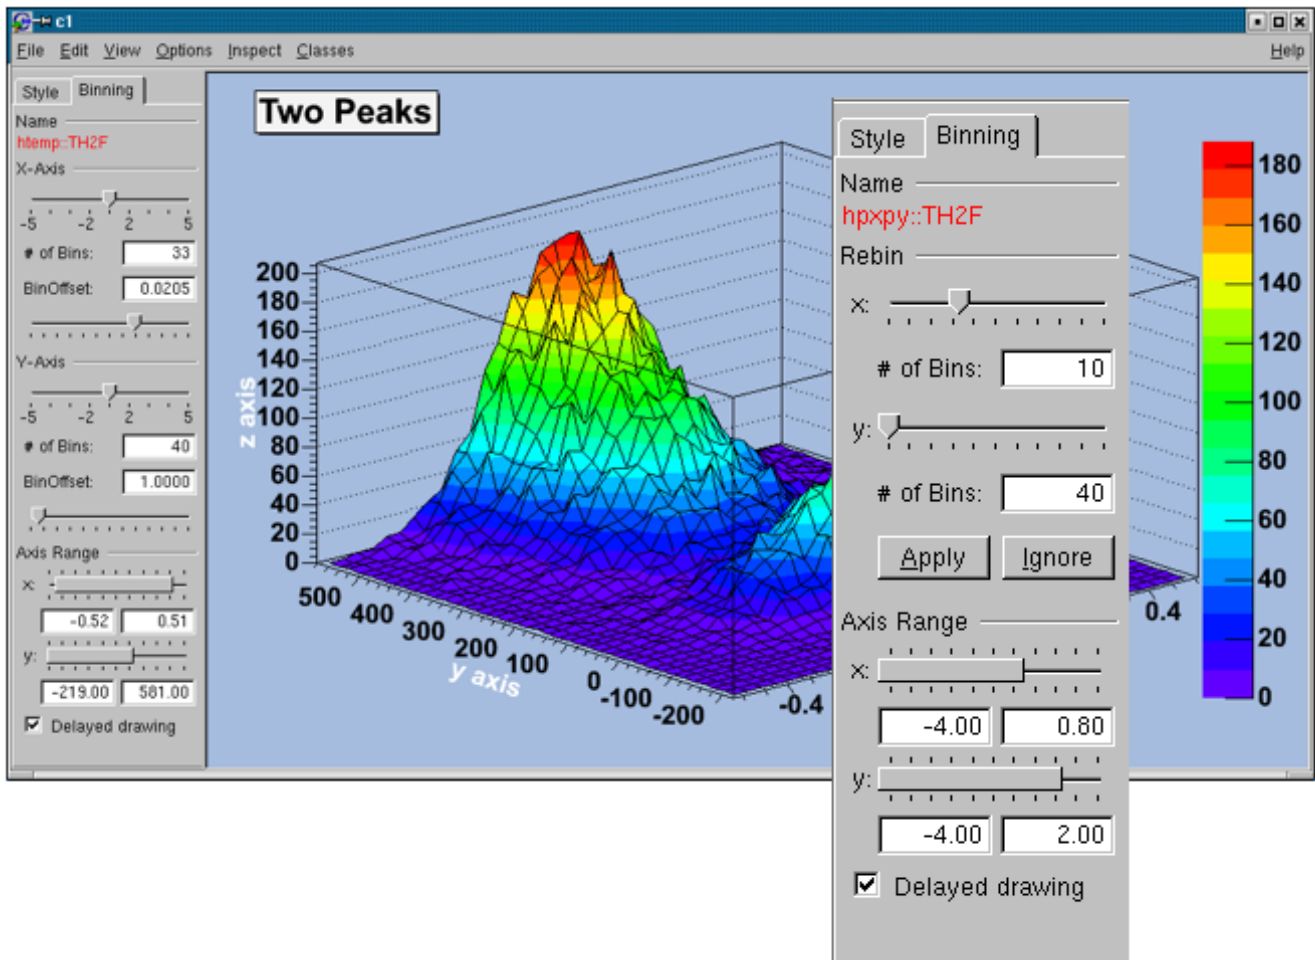 c1
File Edit View Options Inspect Classes Help
Style Binning
Name
htemp::TH2F
X-Axis
-5 -2 2 5
# of Bins: 33
BinOffset: 0.0205
Y-Axis
-5 -2 2 5
# of Bins: 40
BinOffset: 1.0000
Axis Range
x:
-0.52 0.51
y:
-219.00 581.00
Delayed drawing
Two Peaks
200
180
160
140
120
100
80
60
40
20
0
z axis
500 400 300 200 100 0 -100 -200
y axis
-0.4
0.4
Style Binning
Name
hpxpy::TH2F
Rebin
x:
# of Bins: 10
y:
# of Bins: 40
Apply Ignore
Axis Range
x:
-4.00 0.80
y:
-4.00 2.00
Delayed drawing
180
160
140
120
100
80
60
40
20
0